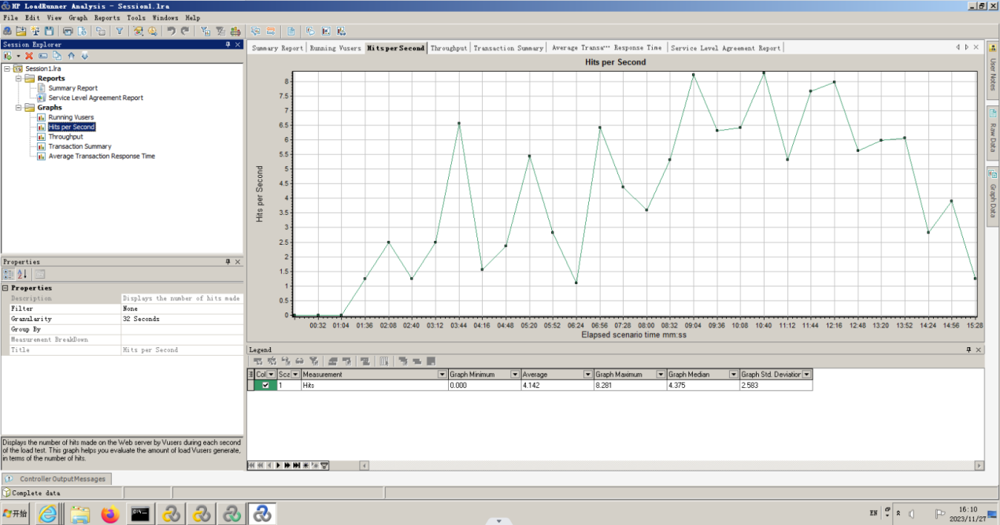 HP LoadRunner Analysis - Session1.lra
File Edit View Graph Reports Tools Windows Help
Session Explorer
Session1.lra
Reports
Summary Report
Service Level Agreement Report
Graphs
Running Vusers
Hits per Second
Throughput
Transaction Summary
Average Transaction Response Time
Properties
Properties
Description Displays the number of hits made
Filter None
Granularity 32 Seconds
Group By
Measurement BreakDown
Title Hits per Second
Displays the number of hits made on the Web server by Vusers during each second
of the load test. This graph helps you evaluate the amount of load Vusers generate,
in terms of the number of hits.
Summary Report Running Vusers Hits per Second Throughput Transaction Summary Average Transa··· Response Time Service Level Agreement Report
Hits per Second
Hits per Second
8
7.5
7
6.5
6
5.5
5
4.5
4
3.5
3
2.5
2
1.5
1
0.5
0
00:32 01:04 01:36 02:08 02:40 03:12 03:44 04:16 04:48 05:20 05:52 06:24 06:56 07:28 08:00 08:32 09:04 09:36 10:08 10:40 11:12 11:44 12:16 12:48 13:20 13:52 14:24 14:56 15:28
Elapsed scenario time mm:ss
User Notes
Raw Data
Graph Data
Legend
Col Sca Measurement Graph Minimum Average Graph Maximum Graph Median Graph Std. Deviation
1 Hits 0.000 4.142 8.281 4.375 2.583
Controller Output Messages
Complete data
开始
EN
16:10
2023/11/27